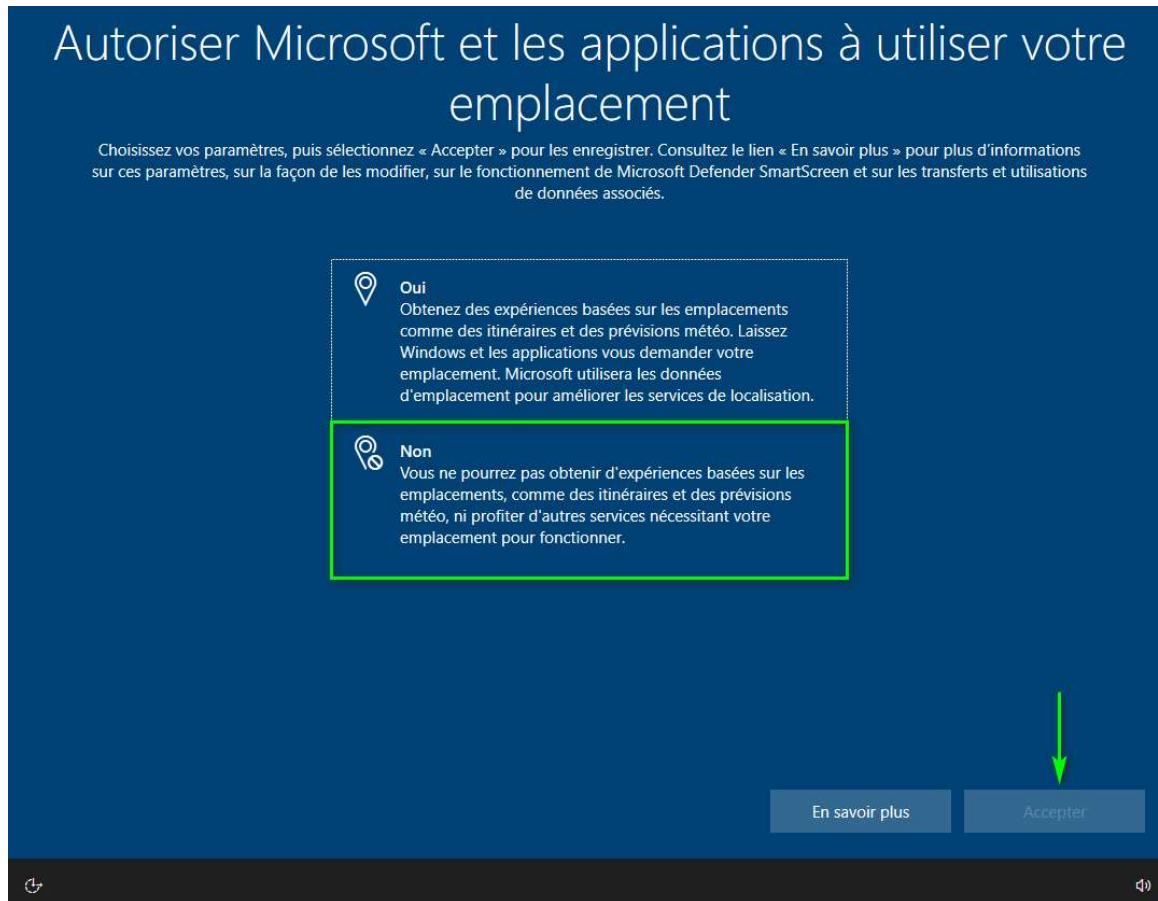 Autoriser Microsoft et les applications à utiliser votre
emplacement
Choisissez vos paramètres, puis sélectionnez « Accepter » pour les enregistrer. Consultez le lien « En savoir plus » pour plus d'informations
sur ces paramètres, sur la façon de les modifier, sur le fonctionnement de Microsoft Defender SmartScreen et sur les transferts et utilisations
de données associés.
Oui
Obtenez des expériences basées sur les emplacements
comme des itinéraires et des prévisions météo. Laissez
Windows et les applications vous demander votre
emplacement. Microsoft utilisera les données
d'emplacement pour améliorer les services de localisation.
Non
Vous ne pourrez pas obtenir d'expériences basées sur les
emplacements, comme des itinéraires et des prévisions
météo, ni profiter d'autres services nécessitant votre
emplacement pour fonctionner.
En savoir plus
Accepter